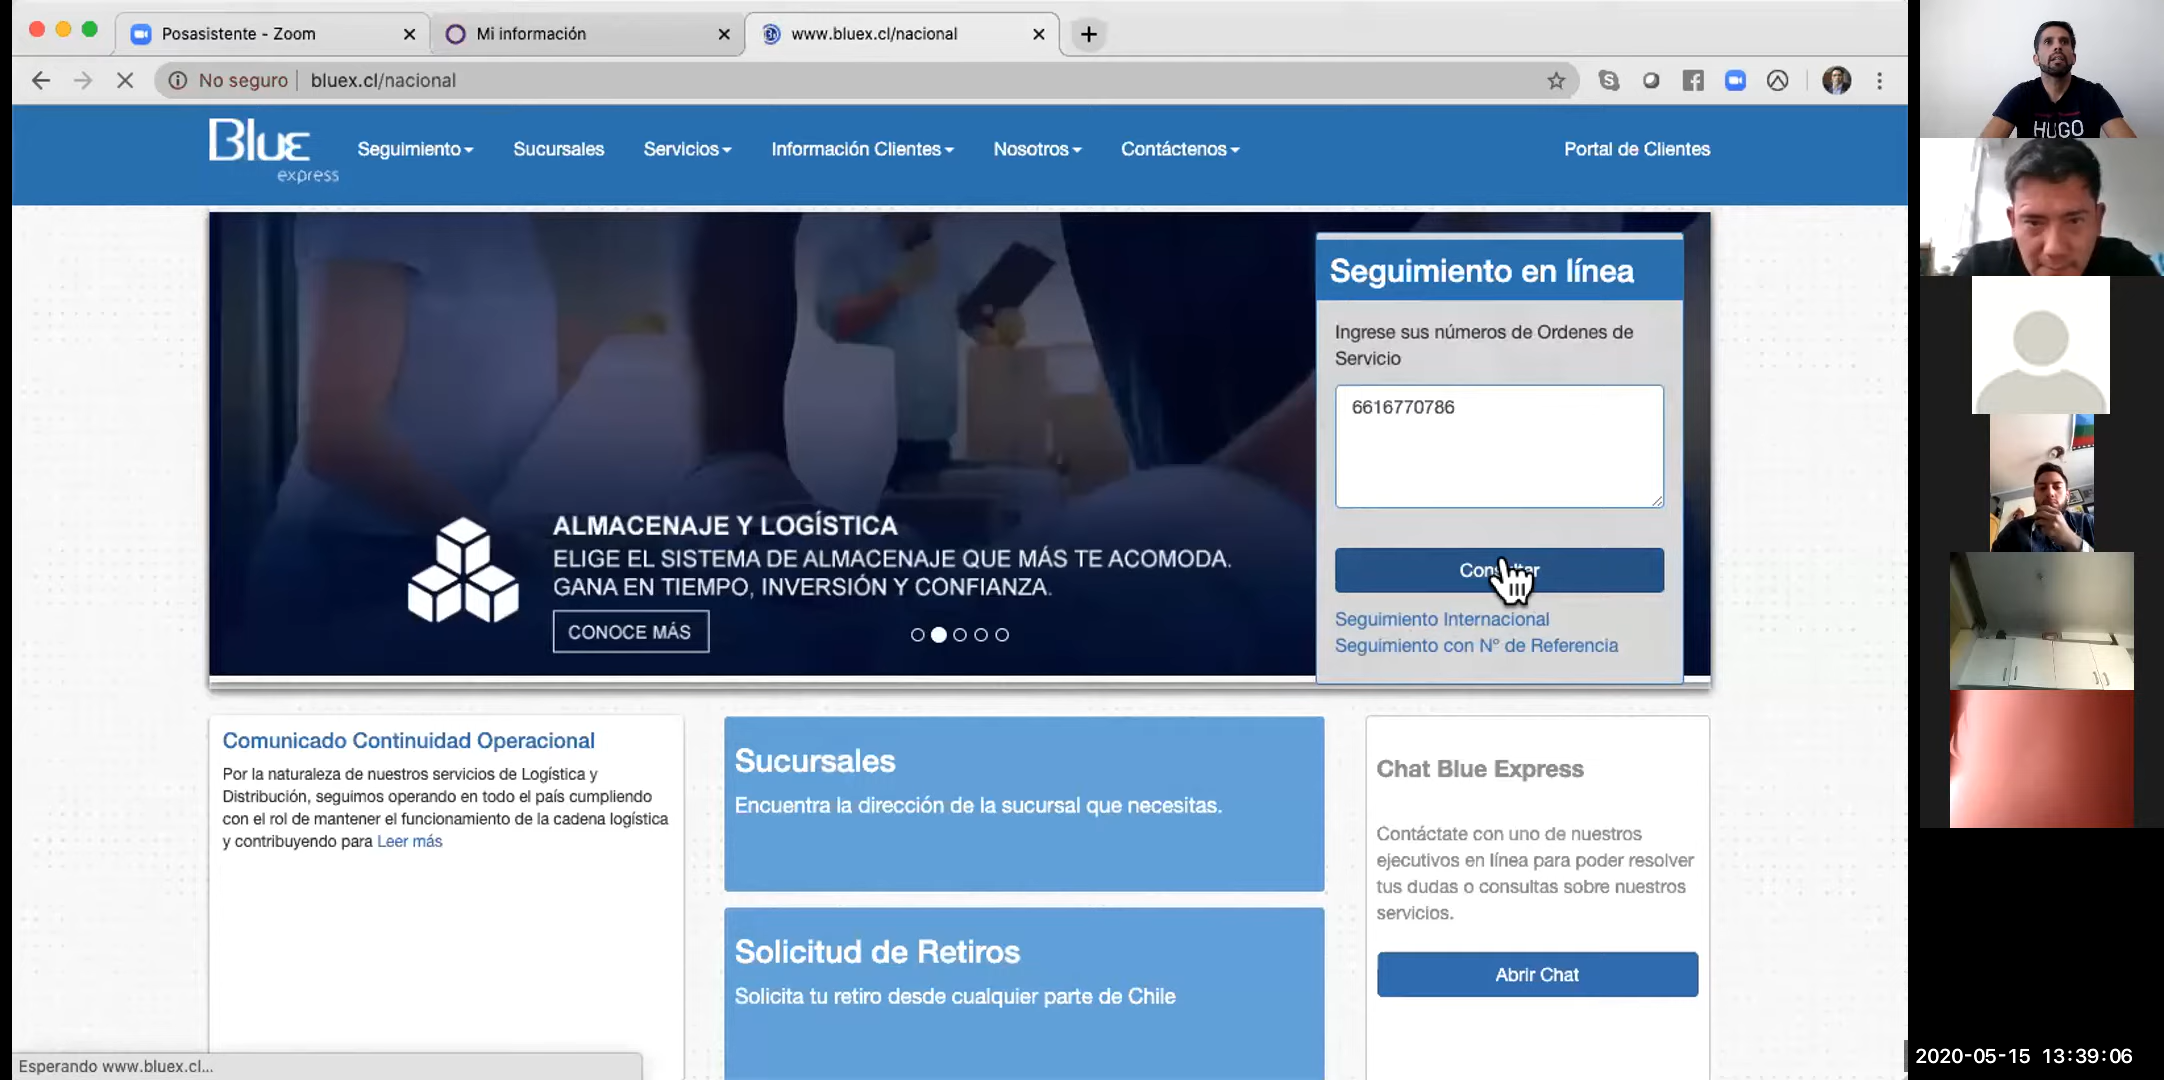 Posasistente - Zoom
Mi información
www.bluex.cl/nacional
No seguro
bluex.cl/nacional
Blue
express
Seguimiento
Sucursales
Servicios
Información Clientes
Nosotros
Contáctenos
Portal de Clientes
Seguimiento en línea
Ingrese sus números de Ordenes de
Servicio
6616770786
Consultar
Seguimiento Internacional
Seguimiento con N° de Referencia
ALMACENAJE Y LOGÍSTICA
ELIGE EL SISTEMA DE ALMACENAJE QUE MÁS TE ACOMODA.
GANA EN TIEMPO, INVERSIÓN Y CONFIANZA.
CONOCE MÁS
Comunicado Continuidad Operacional
Por la naturaleza de nuestros servicios de Logística y
Distribución, seguimos operando en todo el país cumpliendo
con el rol de mantener el funcionamiento de la cadena logística
y contribuyendo para Leer más
Sucursales
Encuentra la dirección de la sucursal que necesitas.
Solicitud de Retiros
Solicita tu retiro desde cualquier parte de Chile
Chat Blue Express
Contáctate con uno de nuestros
ejecutivos en línea para poder resolver
tus dudas o consultas sobre nuestros
servicios.
Abrir Chat
Esperando www.bluex.cl...
HUGO
2020-05-15 13:39:06